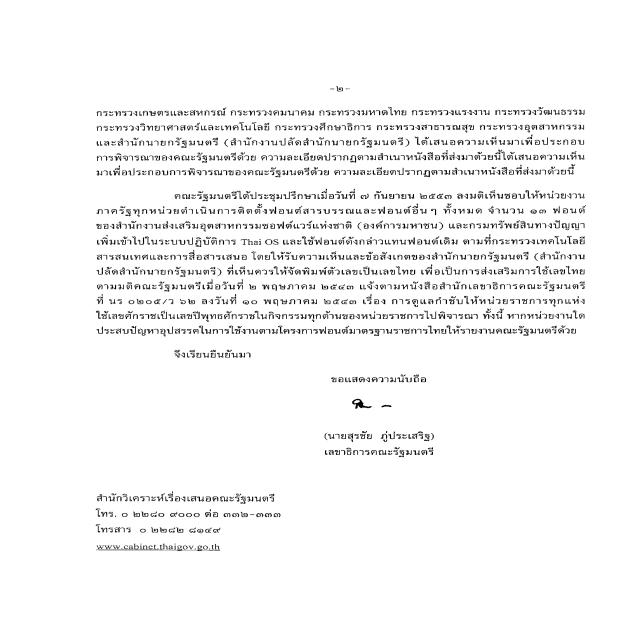 -๒-
กระทรวงเกษตรและสหกรณ์ กระทรวงคมนาคม กระทรวงมหาดไทย กระทรวงแรงงาน กระทรวงวัฒนธรรม
กระทรวงวิทยาศาสตร์และเทคโนโลยี กระทรวงศึกษาธิการ กระทรวงสาธารณสุข กระทรวงอุตสาหกรรม
และสำนักนายกรัฐมนตรี (สำนักงานปลัดสำนักนายกรัฐมนตรี) ได้เสนอความเห็นมาเพื่อประกอบ
การพิจารณาของคณะรัฐมนตรีด้วย ความละเอียดปรากฏตามสำเนาหนังสือที่ส่งมาด้วยนี้ได้เสนอความเห็น
มาเพื่อประกอบการพิจารณาของคณะรัฐมนตรีด้วย ความละเอียดปรากฏตามสำเนาหนังสือที่ส่งมาด้วยนี้
คณะรัฐมนตรีได้ประชุมปรึกษาเมื่อวันที่ ๗ กันยายน ๒๕๕๓ ลงมติเห็นชอบให้หน่วยงาน
ภาครัฐทุกหน่วยดำเนินการติดตั้งฟอนต์สารบรรณและฟอนต์อื่นๆ ทั้งหมด จำนวน ๑๓ ฟอนต์
ของสำนักงานส่งเสริมอุตสาหกรรมซอฟต์แวร์แห่งชาติ (องค์การมหาชน) และกรมทรัพย์สินทางปัญญา
เพิ่มเข้าไปในระบบปฏิบัติการ Thai OS และใช้ฟอนต์ดังกล่าวแทนฟอนต์เดิม ตามที่กระทรวงเทคโนโลยี
สารสนเทศและการสื่อสารเสนอ โดยให้รับความเห็นและข้อสังเกตของสำนักนายกรัฐมนตรี (สำนักงาน
ปลัดสำนักนายกรัฐมนตรี) ที่เห็นควรให้จัดพิมพ์ตัวเลขเป็นเลขไทย เพื่อเป็นการส่งเสริมการใช้เลขไทย
ตามมติคณะรัฐมนตรีเมื่อวันที่ ๒ พฤษภาคม ๒๕๔๓ แจ้งตามหนังสือสำนักเลขาธิการคณะรัฐมนตรี
ที่ นร ๐๒๐๕/ว ๖๒ ลงวันที่ ๑๐ พฤษภาคม ๒๕๔๓ เรื่อง การดูแลกำชับให้หน่วยราชการทุกแห่ง
ใช้เลขศักราชเป็นเลขปีพุทธศักราชในกิจกรรมทุกด้านของหน่วยราชการไปพิจารณา ทั้งนี้ หากหน่วยงานใด
ประสบปัญหาอุปสรรคในการใช้งานตามโครงการฟอนต์มาตรฐานราชการไทยให้รายงานคณะรัฐมนตรีด้วย
จึงเรียนยืนยันมา
ขอแสดงความนับถือ
(นายสุรชัย ภู่ประเสริฐ)
เลขาธิการคณะรัฐมนตรี
สำนักวิเคราะห์เรื่องเสนอคณะรัฐมนตรี
โทร. ๐ ๒๒๘๐ ๙๐๐๐ ต่อ ๓๓๒-๓๓๓
โทรสาร ๐ ๒๒๘๒ ๘๑๔๙
www.cabinet.thaigov.go.th